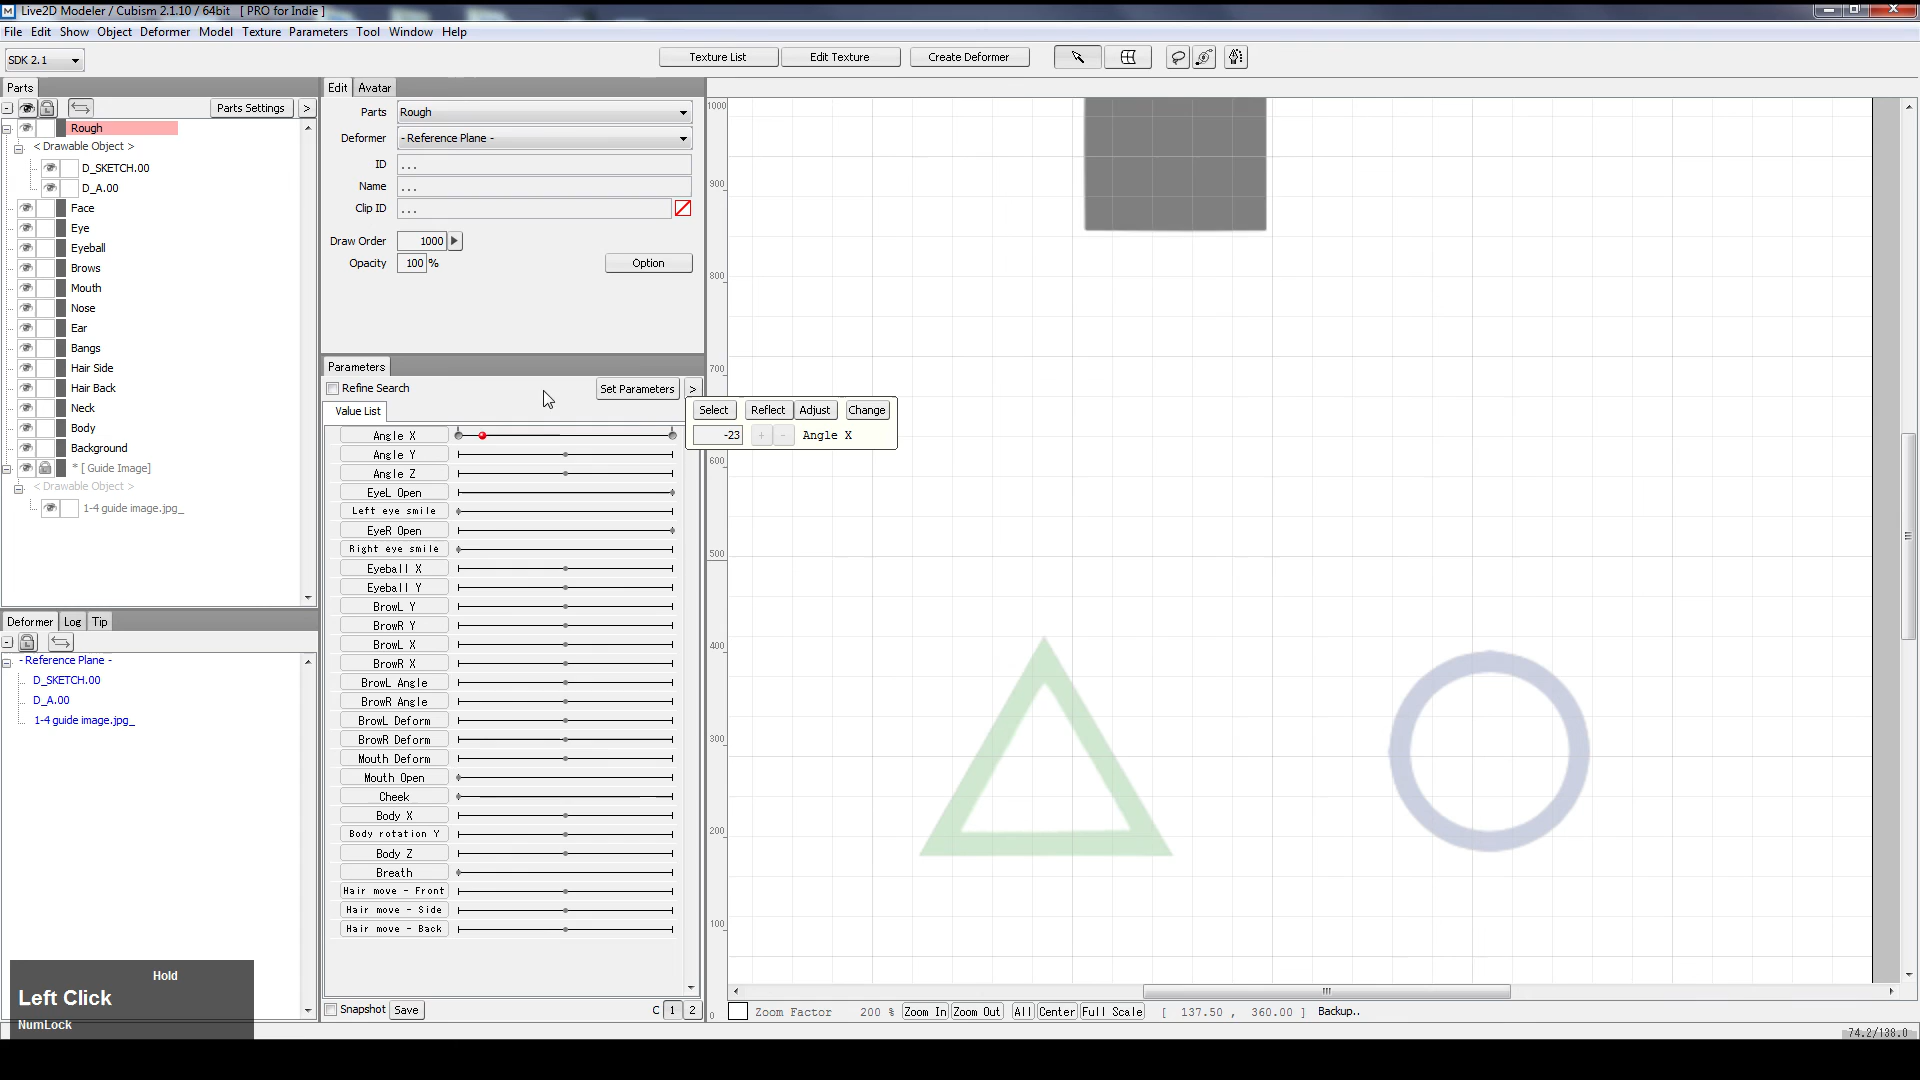 Live2D Modeler / Cubism 2.1.10 / 64bit [ PRO for Indie ]
File Edit Show Object Deformer Model Texture Parameters Tool Window Help
SDK 2.1
Texture List Edit Texture Create Deformer
Parts
Parts Settings >
Rough
< Drawable Object >
D_SKETCH.00
D_A.00
Face
Eye
Eyeball
Brows
Mouth
Nose
Ear
Bangs
Hair Side
Hair Back
Neck
Body
Background
* [ Guide Image]
< Drawable Object >
1-4 guide image.jpg_
Deformer Log Tip
- Reference Plane -
D_SKETCH.00
D_A.00
1-4 guide image.jpg_
Hold
Left Click
NumLock
Edit Avatar
Parts Rough
Deformer - Reference Plane -
ID ...
Name ...
Clip ID ...
Draw Order 1000
Opacity 100 % Option
Parameters
Refine Search Set Parameters >
Value List
Angle X
Angle Y
Angle Z
EyeL Open
Left eye smile
EyeR Open
Right eye smile
Eyeball X
Eyeball Y
BrowL Y
BrowR Y
BrowL X
BrowR X
BrowL Angle
BrowR Angle
BrowL Deform
BrowR Deform
Mouth Deform
Mouth Open
Cheek
Body X
Body rotation Y
Body Z
Breath
Hair move - Front
Hair move - Side
Hair move - Back
Snapshot Save C 1 2
Select Reflect Adjust Change
-23 + - Angle X
1000
900
800
700
600
500
400
300
200
100
0
Zoom Factor 200 % Zoom In Zoom Out All Center Full Scale [ 137.50 , 360.00 ] Backup..
74.2/138.0